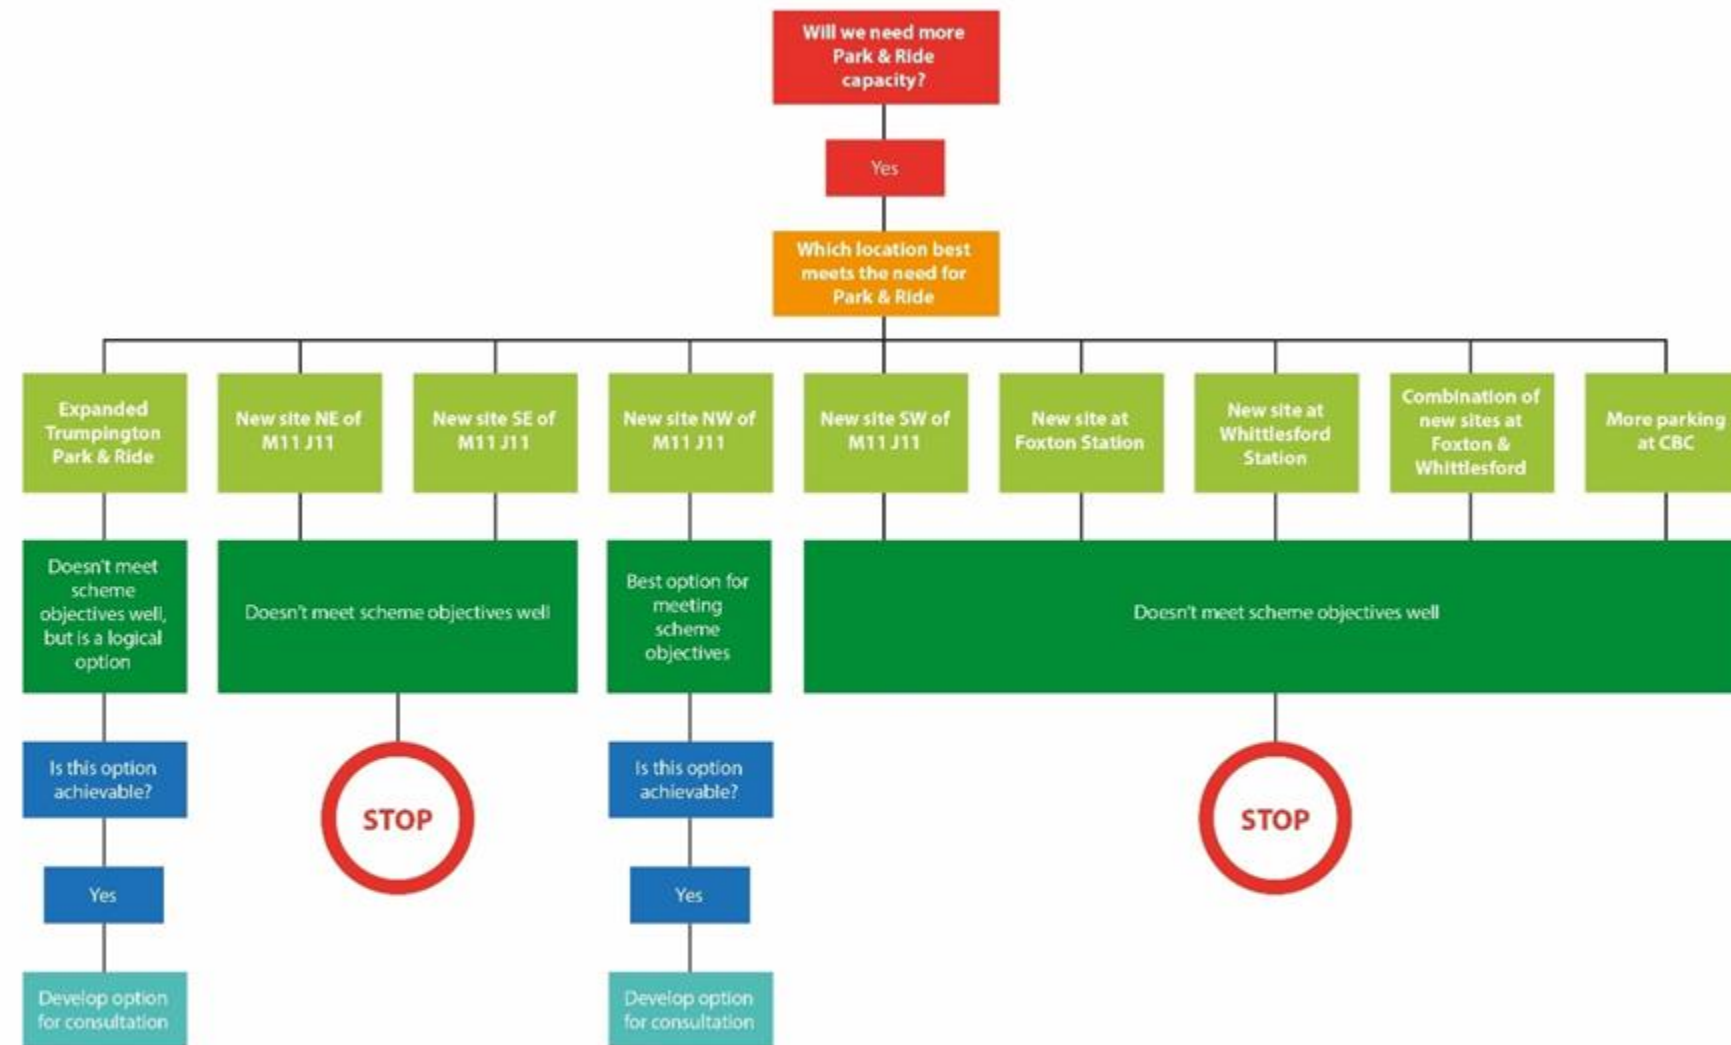 Will we need more
Park & Ride
capacity?
Yes
Which location best
meets the need for
Park & Ride
Expanded
Trumpington
Park & Ride
New site NE of
M11 J11
New site SE of
M11 J11
New site NW of
M11 J11
New site SW of
M11 J11
New site at
Foxton Station
New site at
Whittlesford
Station
Combination of
new sites at
Foxton &
Whittlesford
More parking
at CBC
Doesn't meet
scheme
objectives well,
but is a logical
option
Doesn't meet scheme objectives well
Best option for
meeting
scheme
objectives
Doesn't meet scheme objectives well
Is this option
achievable?
STOP
Is this option
achievable?
STOP
Yes
Yes
Develop option
for consultation
Develop option
for consultation